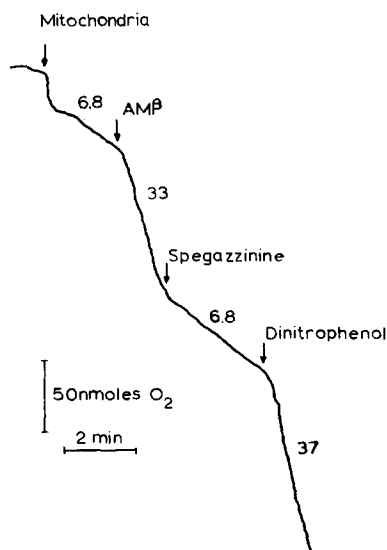 Mitochondria
6.8
AMP
33
Spegazzinine
6.8
Dinitrophenol
50nmoles O₂
2 min
37